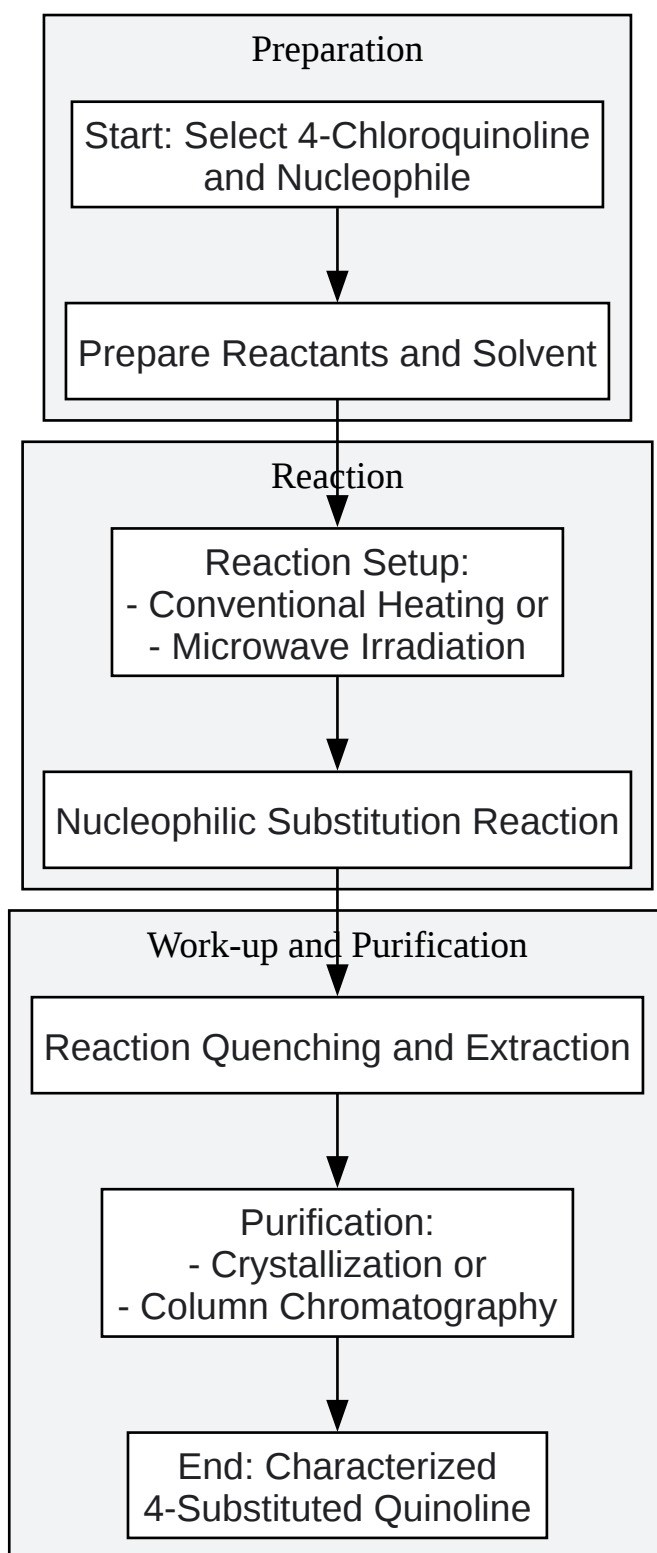 Preparation
Start: Select 4-Chloroquinoline
and Nucleophile
Prepare Reactants and Solvent
Reaction
Reaction Setup:
- Conventional Heating or
- Microwave Irradiation
Nucleophilic Substitution Reaction
Work-up and Purification
Reaction Quenching and Extraction
Purification:
- Crystallization or
- Column Chromatography
End: Characterized
4-Substituted Quinoline